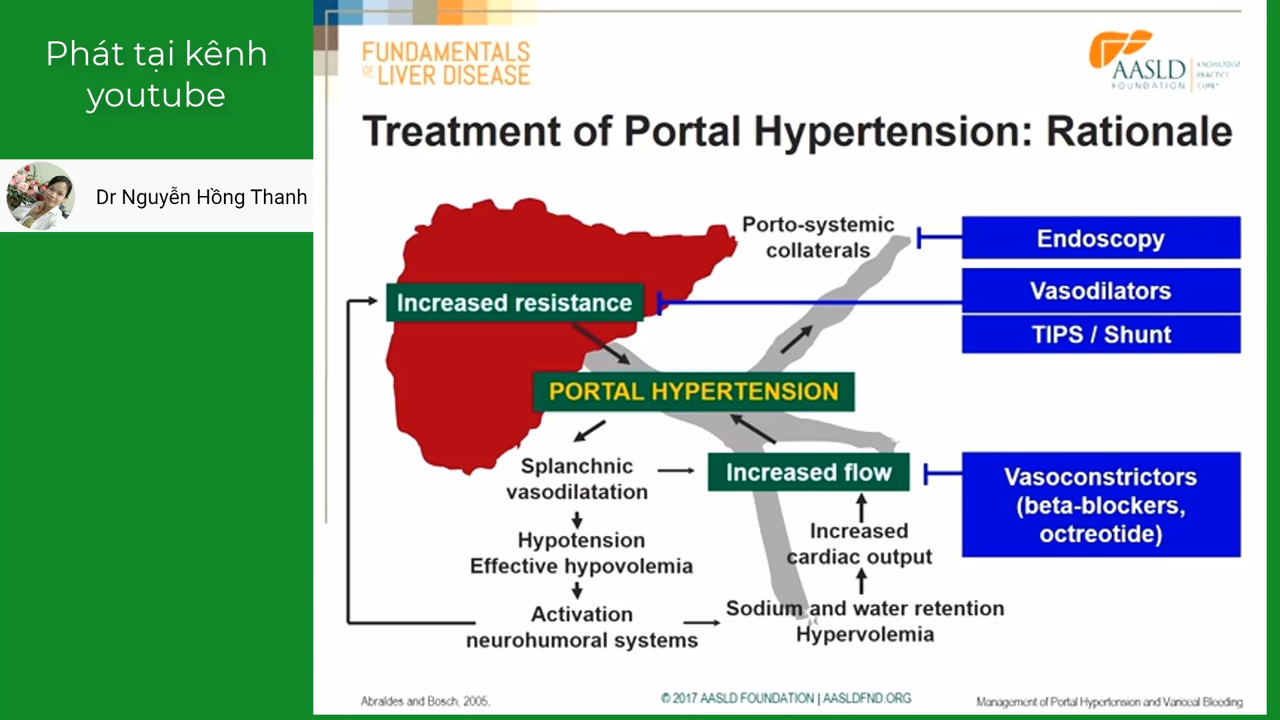 Phát tại kênh
youtube
Dr Nguyễn Hồng Thanh
FUNDAMENTALS
OF LIVER DISEASE
AASLD
FOUNDATION
KNOWLEDGE
PRACTICE
CURE
Treatment of Portal Hypertension: Rationale
Porto-systemic
collaterals
Endoscopy
Increased resistance
Vasodilators
TIPS / Shunt
PORTAL HYPERTENSION
Splanchnic
vasodilatation
Increased flow
Vasoconstrictors
(beta-blockers,
octreotide)
Hypotension
Effective hypovolemia
Increased
cardiac output
Activation
neurohumoral systems
Sodium and water retention
Hypervolemia
Abraldes and Bosch, 2005.
© 2017 AASLD FOUNDATION | AASLDFND.ORG
Management of Portal Hypertension and Variceal Bleeding